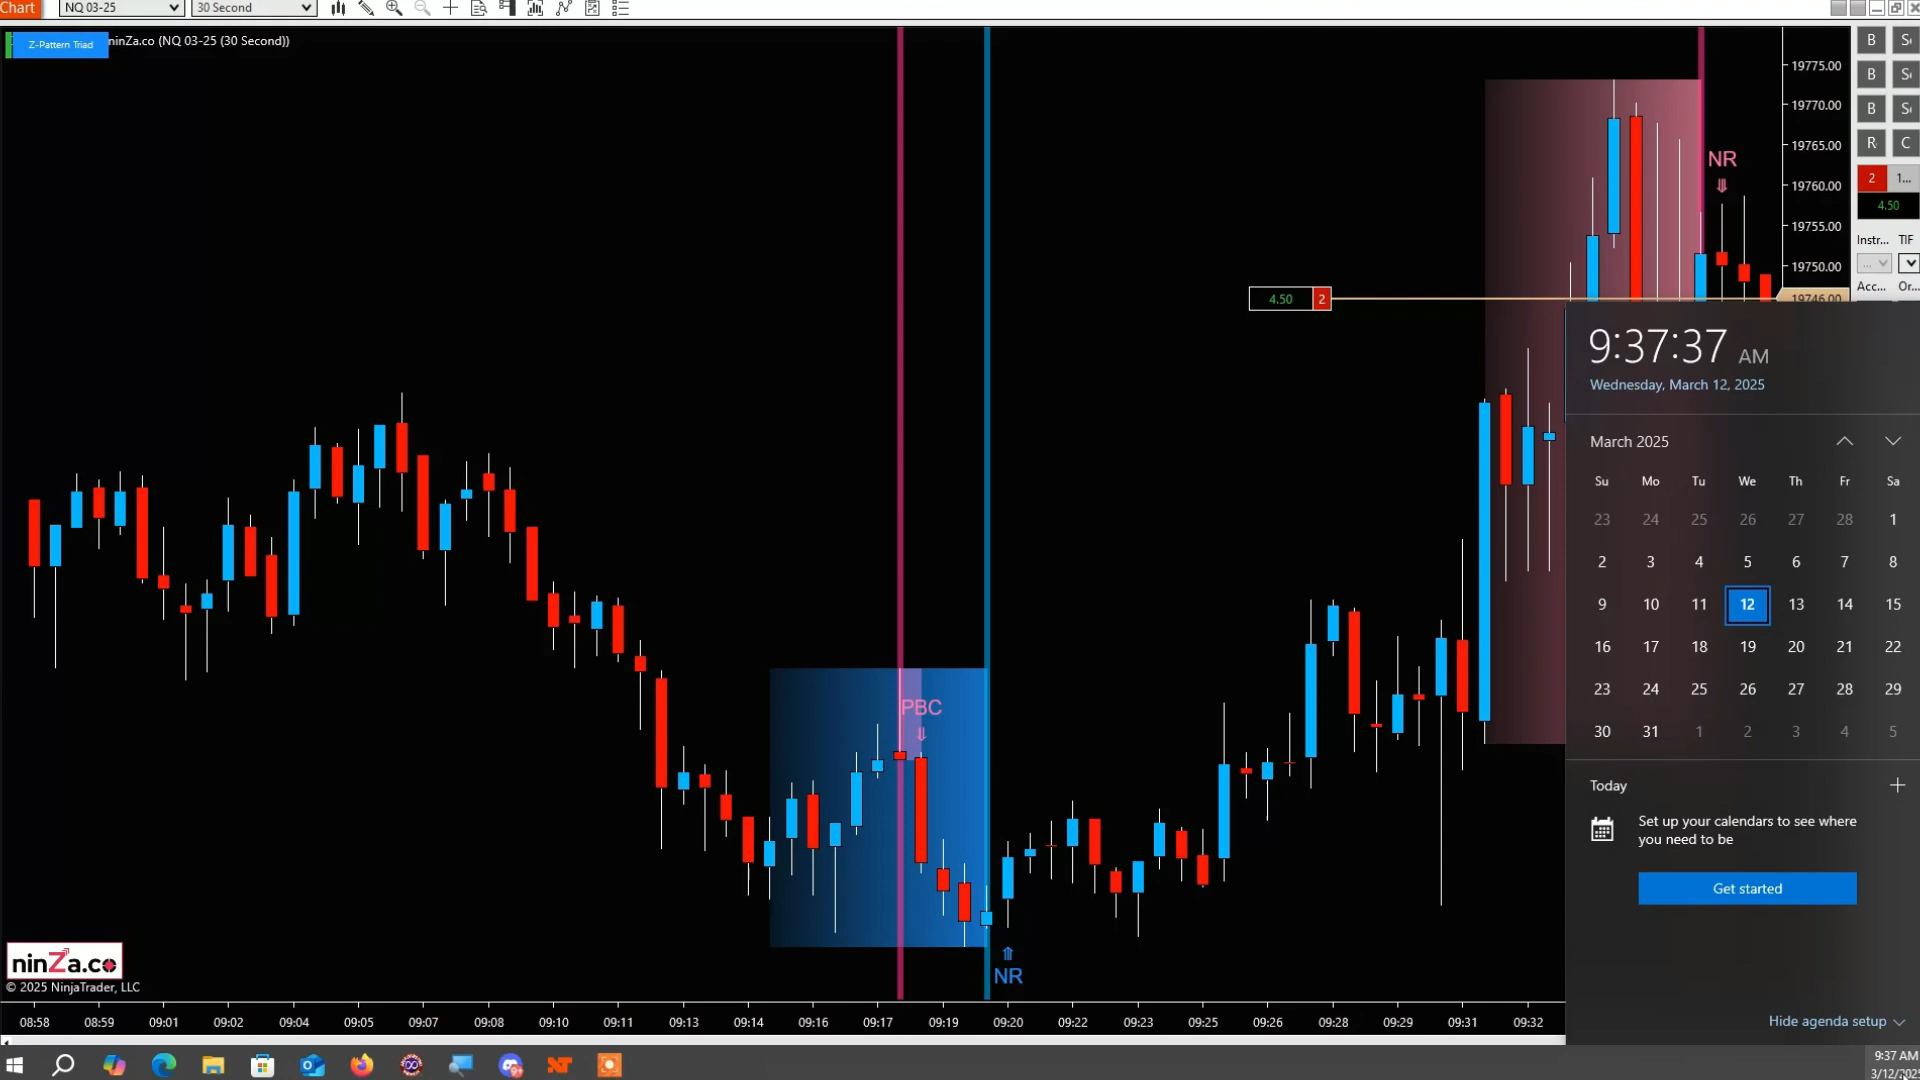 Chart
NQ 03-25
30 Second
Z-Pattern Triad
ninZa.co (NQ 03-25 (30 Second))
19775.00
19770.00
19765.00
19760.00
19755.00
19750.00
19746.00
NR
PBC
NR
4.50 2
B
B
B
R
C
2 1...
4.50
Instr... TIF
Acc... Or...
9:37:37 AM
Wednesday, March 12, 2025
March 2025
Su Mo Tu We Th Fr Sa
23 24 25 26 27 28 1
2 3 4 5 6 7 8
9 10 11 12 13 14 15
16 17 18 19 20 21 22
23 24 25 26 27 28 29
30 31 1 2 3 4 5
Today
Set up your calendars to see where
you need to be
Get started
Hide agenda setup
ninZa.co
© 2025 NinjaTrader, LLC
08:58 08:59 09:01 09:02 09:04 09:05 09:07 09:08 09:10 09:11 09:13 09:14 09:16 09:17 09:19 09:20 09:22 09:23 09:25 09:26 09:28 09:29 09:31 09:32
9:37 AM